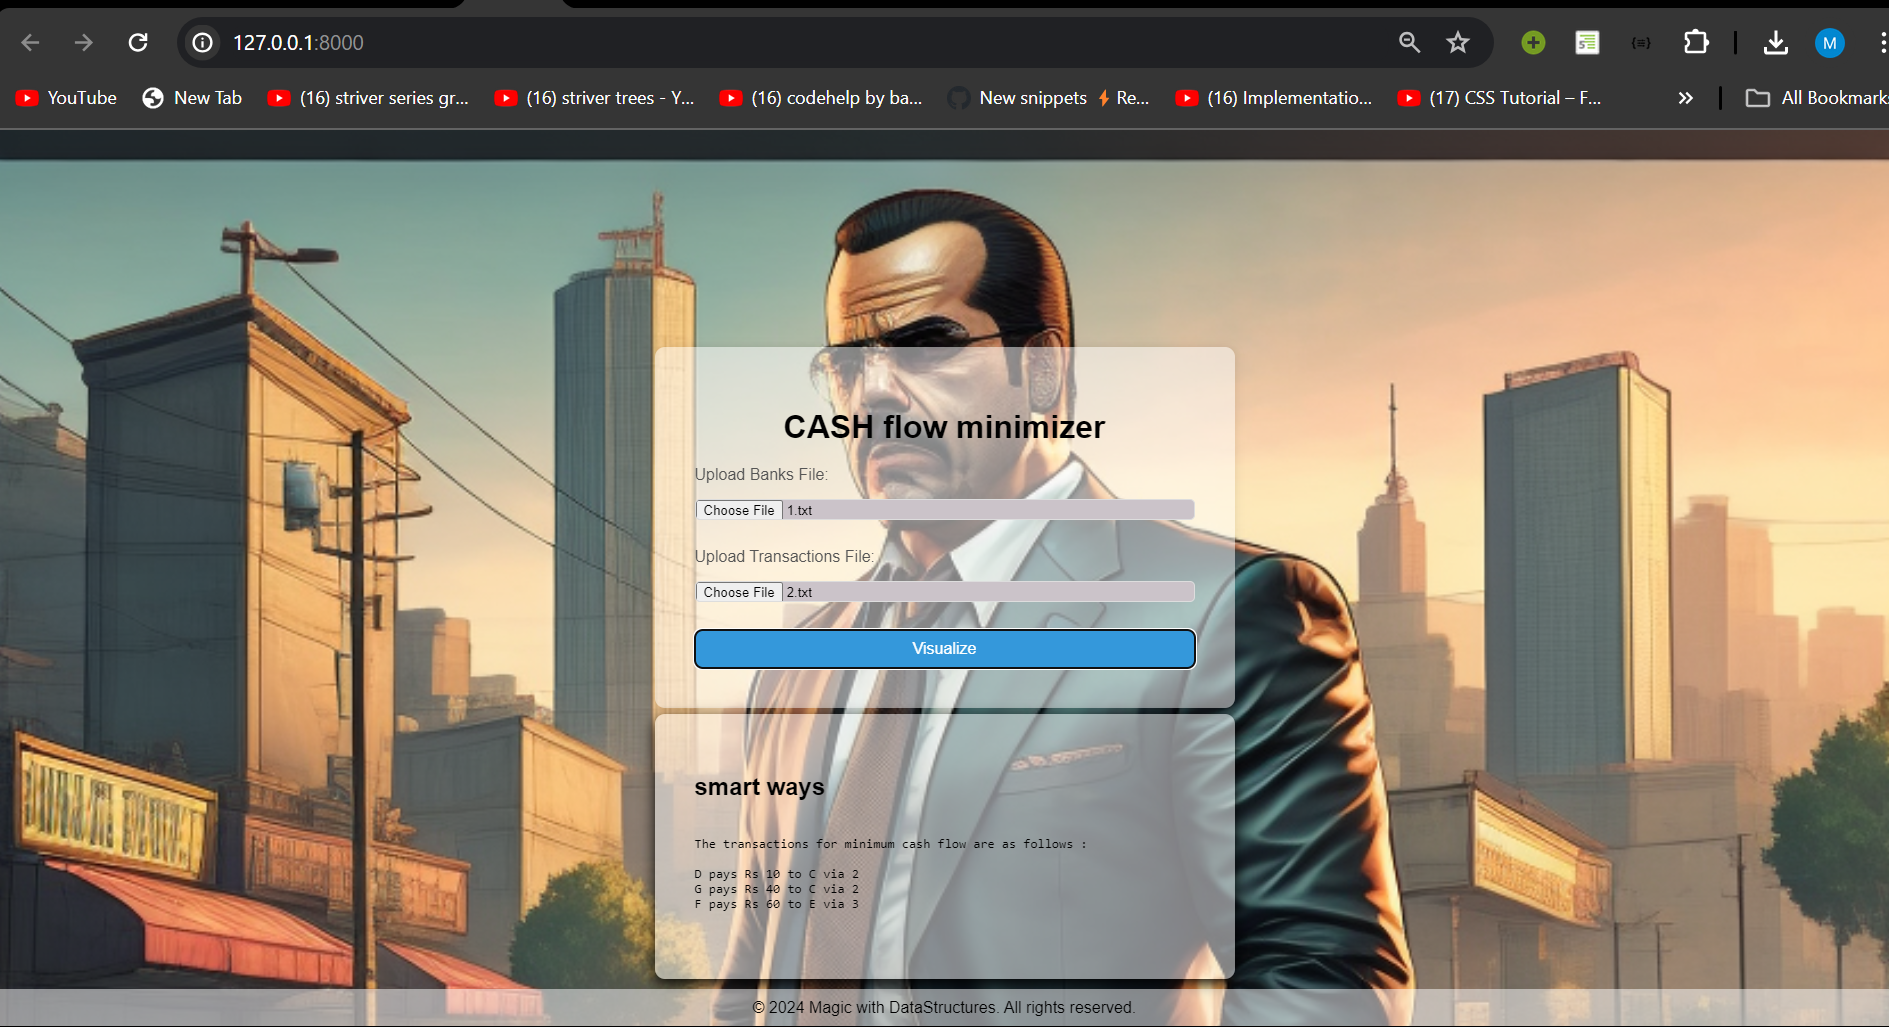 127.0.0.1:8000
M
YouTube
New Tab
(16) striver series gr...
(16) striver trees - Y...
(16) codehelp by ba...
New snippets
Re...
(16) Implementatio...
(17) CSS Tutorial – F...
»
All Bookmarks
CASH flow minimizer
Upload Banks File:
Choose File 1.txt
Upload Transactions File:
Choose File 2.txt
Visualize
smart ways
The transactions for minimum cash flow are as follows :
D pays Rs 10 to C via 2
G pays Rs 40 to C via 2
F pays Rs 60 to E via 3
© 2024 Magic with DataStructures. All rights reserved.